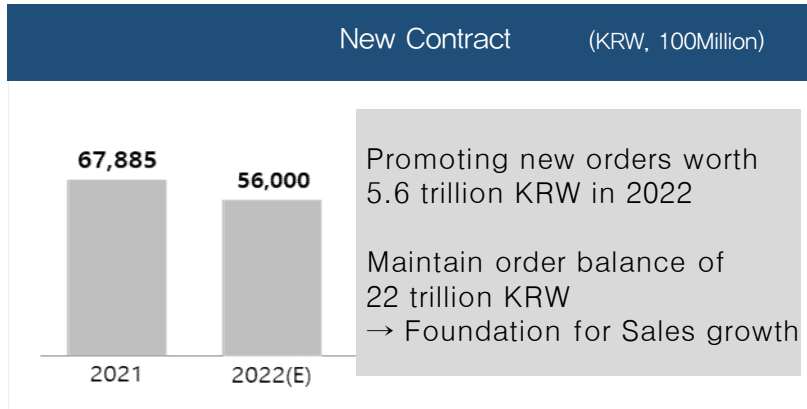 New Contract (KRW, 100Million)
67,885
56,000
2021
2022(E)
Promoting new orders worth
5.6 trillion KRW in 2022
Maintain order balance of
22 trillion KRW
→ Foundation for Sales growth